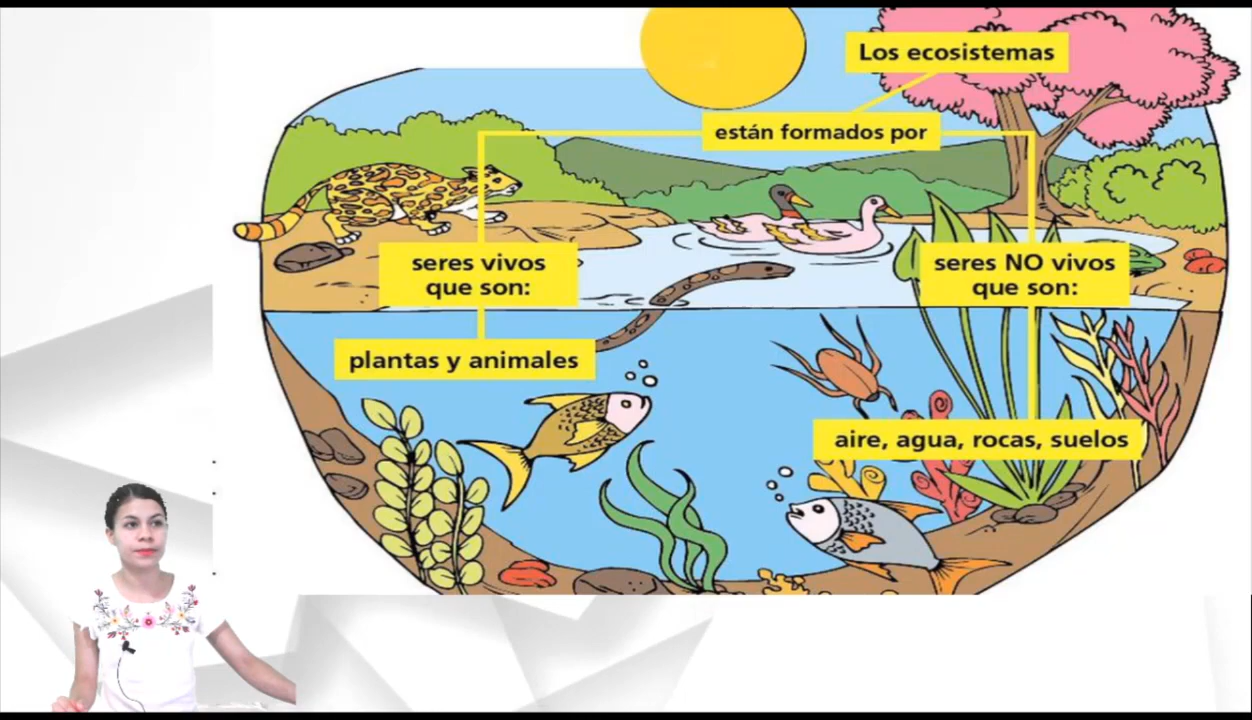 Los ecosistemas
están formados por
seres vivos
que son:
plantas y animales
seres NO vivos
que son:
aire, agua, rocas, suelos